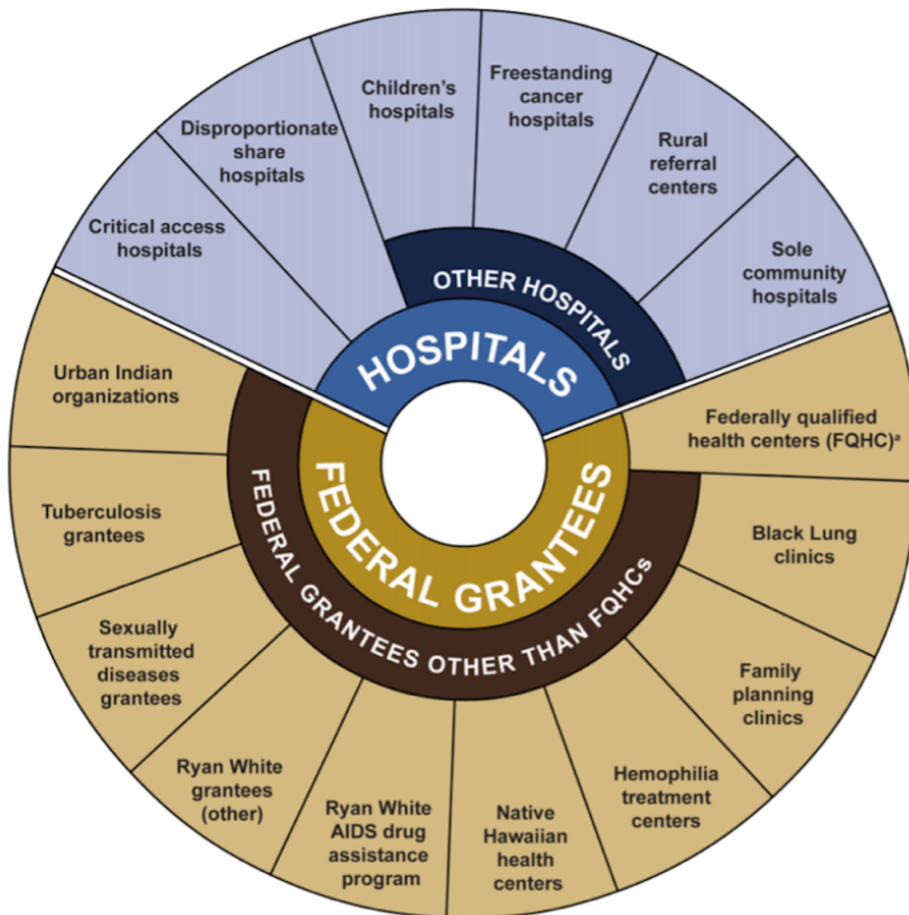 Children's
hospitals
Freestanding
cancer
hospitals
Disproportionate
share
hospitals
Rural
referral
centers
Critical access
hospitals
Sole
community
hospitals
OTHER HOSPITALS
HOSPITALS
Urban Indian
organizations
Federally qualified
health centers (FQHC)ᵃ
FEDERAL GRANTEES
FEDERAL GRANTEES OTHER THAN FQHCs
Tuberculosis
grantees
Black Lung
clinics
Sexually
transmitted
diseases
grantees
Family
planning
clinics
Ryan White
grantees
(other)
Ryan White
AIDS drug
assistance
program
Native
Hawaiian
health
centers
Hemophilia
treatment
centers